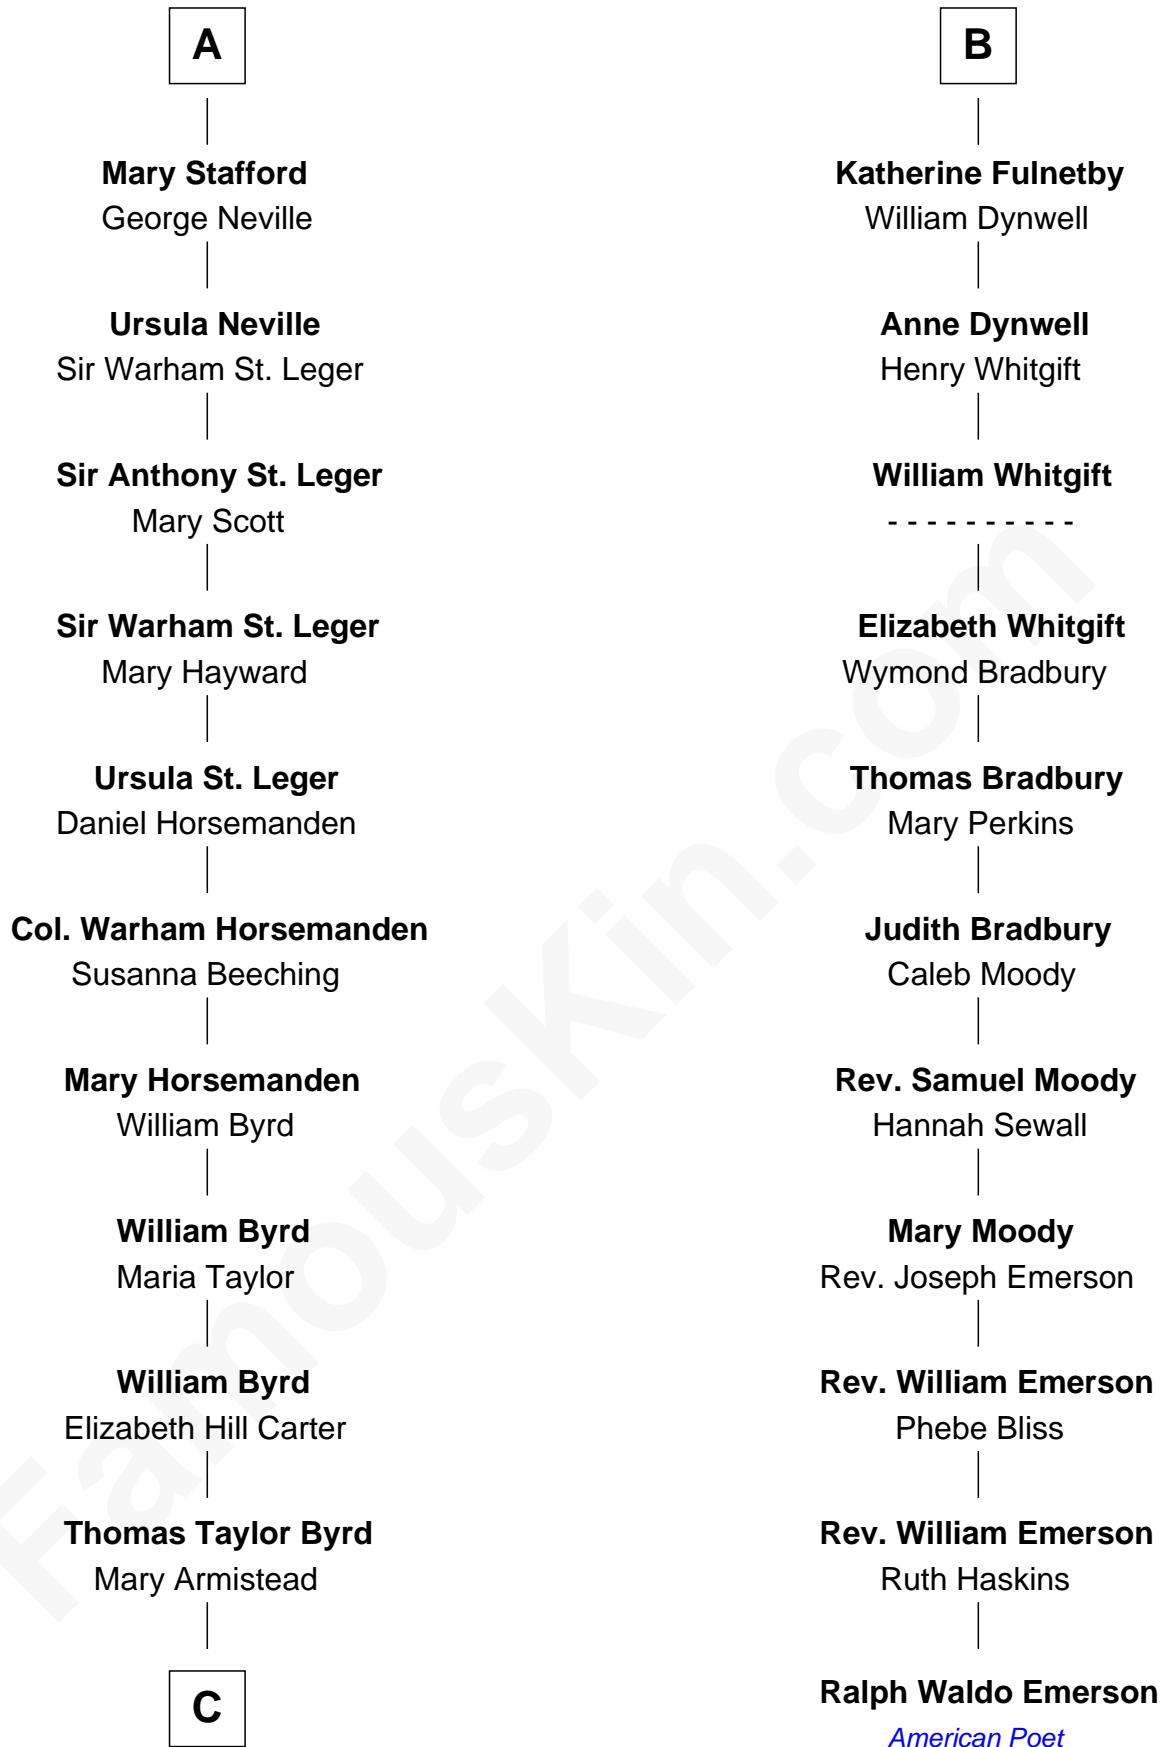 A
Mary Stafford
George Neville
Ursula Neville
Sir Warham St. Leger
Sir Anthony St. Leger
Mary Scott
Sir Warham St. Leger
Mary Hayward
Ursula St. Leger
Daniel Horsemanden
Col. Warham Horsemanden
Susanna Beeching
Mary Horsemanden
William Byrd
William Byrd
Maria Taylor
William Byrd
Elizabeth Hill Carter
Thomas Taylor Byrd
Mary Armistead
C
B
Katherine Fulnetby
William Dynwell
Anne Dynwell
Henry Whitgift
William Whitgift
- - - - - - - - - -
Elizabeth Whitgift
Wymond Bradbury
Thomas Bradbury
Mary Perkins
Judith Bradbury
Caleb Moody
Rev. Samuel Moody
Hannah Sewall
Mary Moody
Rev. Joseph Emerson
Rev. William Emerson
Phebe Bliss
Rev. William Emerson
Ruth Haskins
Ralph Waldo Emerson
American Poet
FamousKin.com